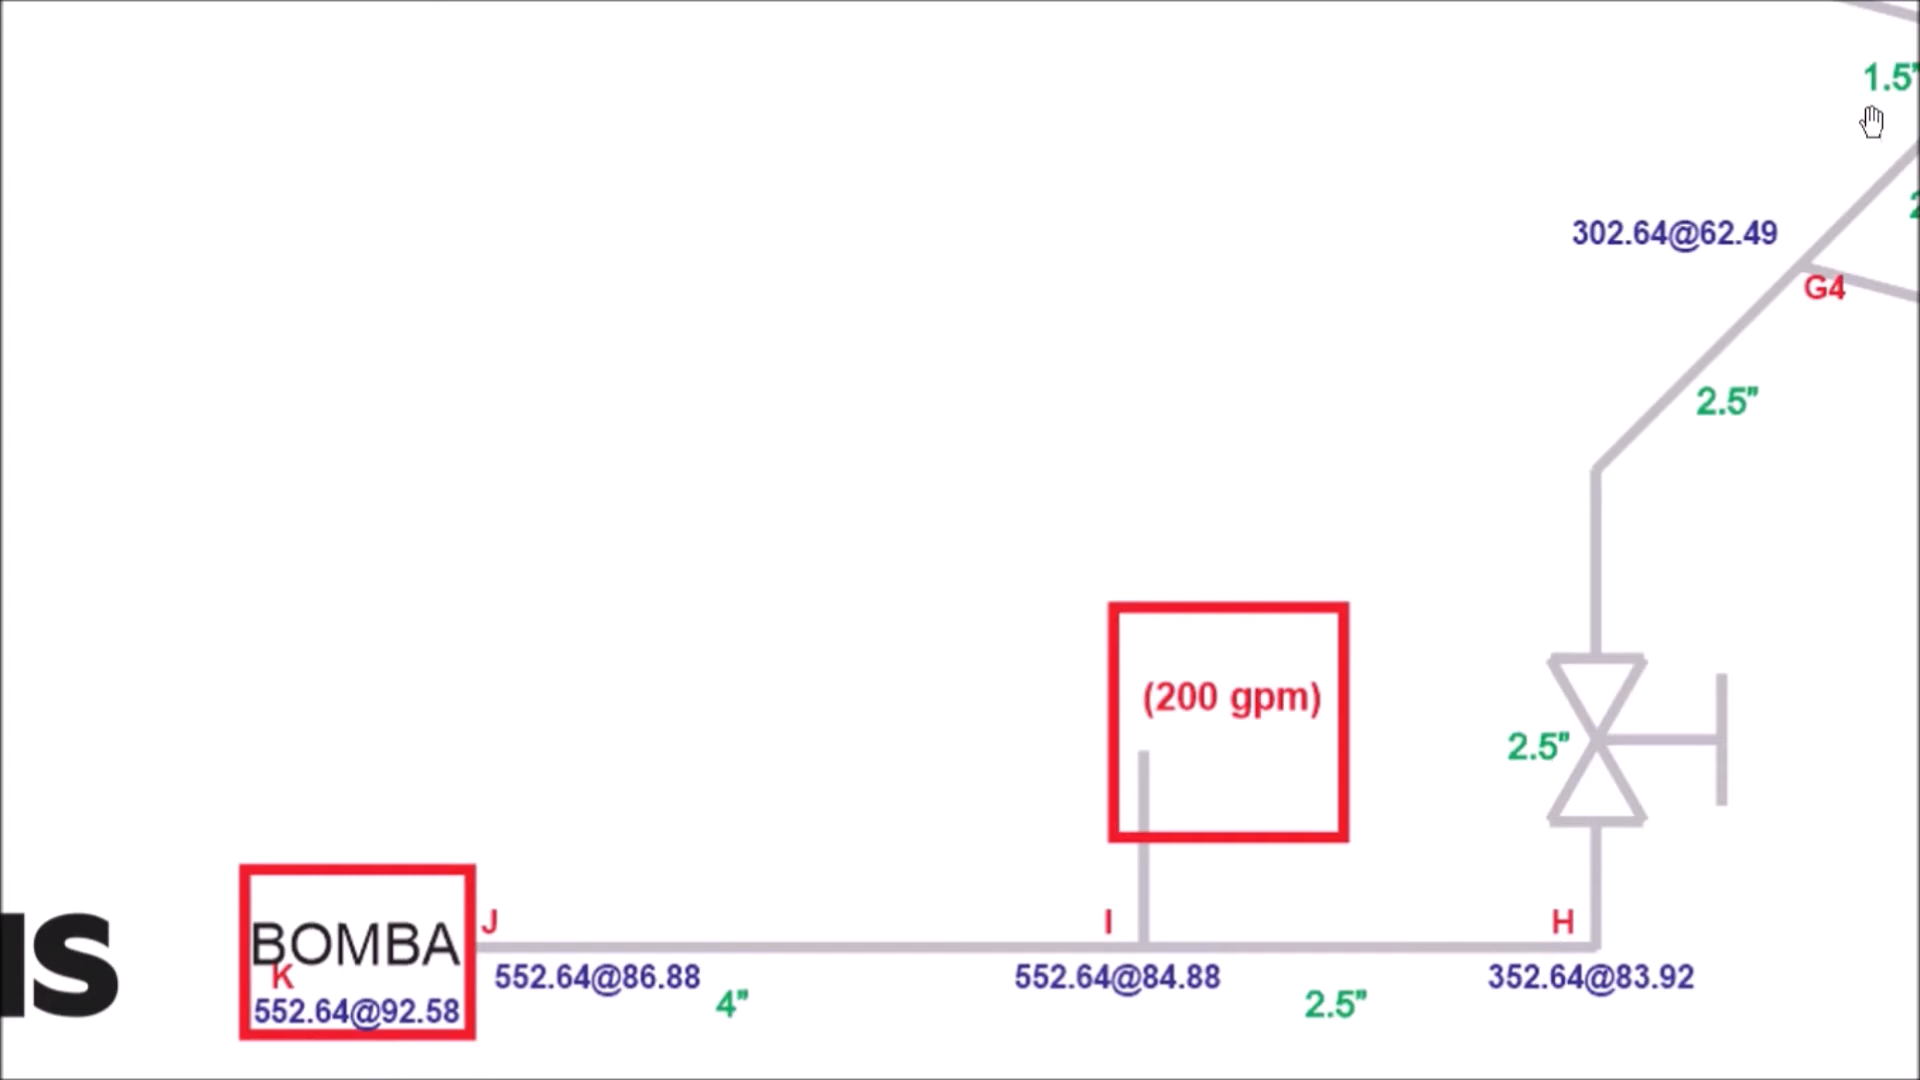 1.5"
302.64@62.49
G4
2.5"
(200 gpm)
2.5"
J
I
H
BOMBA
K
552.64@92.58
552.64@86.88
4"
552.64@84.88
2.5"
352.64@83.92